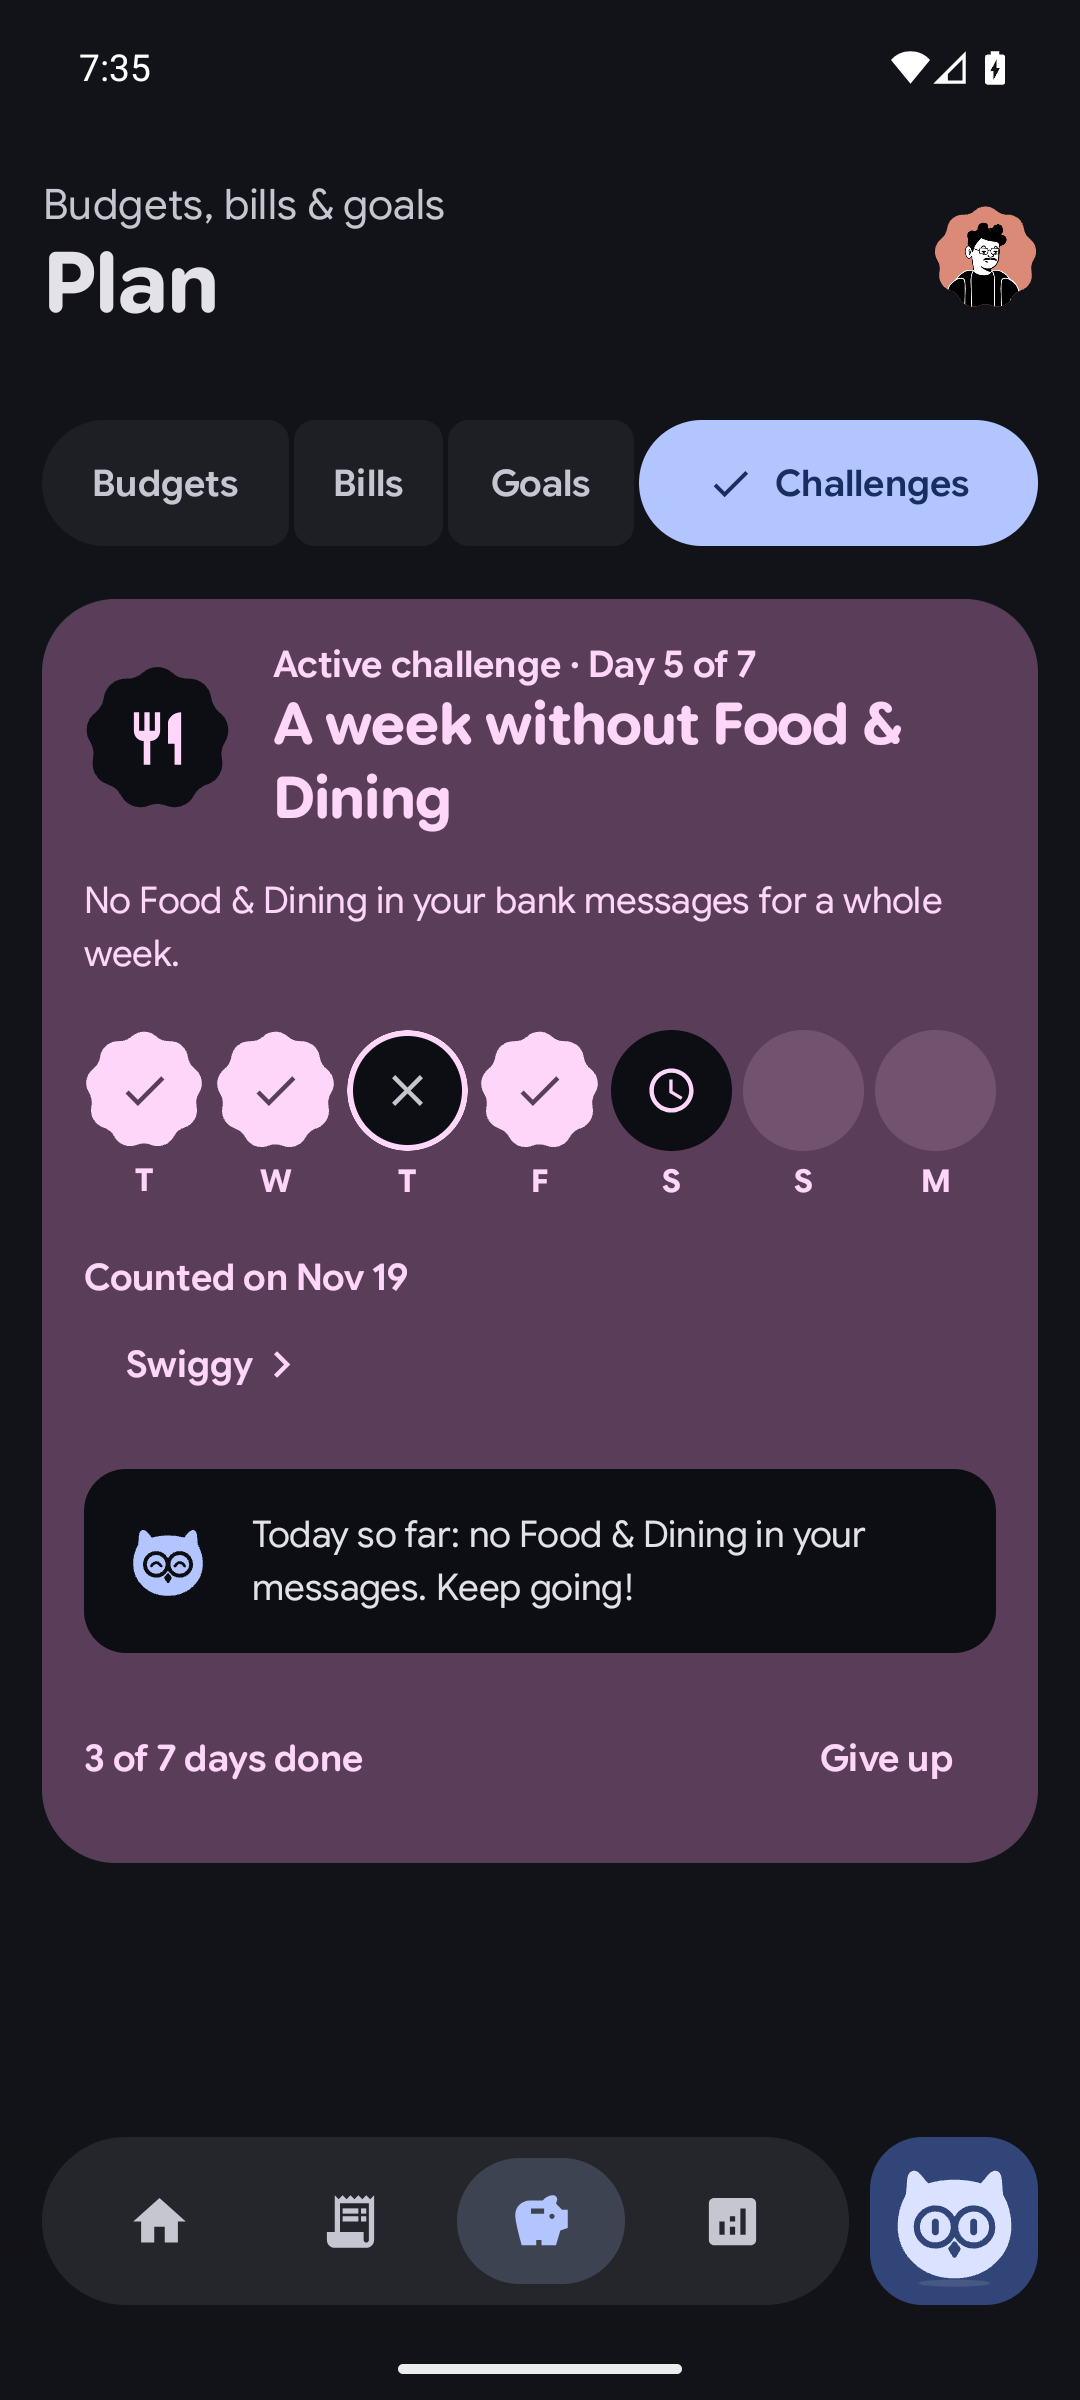 7:35
Budgets, bills & goals
Plan
Budgets
Bills
Goals
Challenges
Active challenge · Day 5 of 7
A week without Food &
Dining
No Food & Dining in your bank messages for a whole
week.
T W T F S S M
Counted on Nov 19
Swiggy
Today so far: no Food & Dining in your
messages. Keep going!
3 of 7 days done
Give up